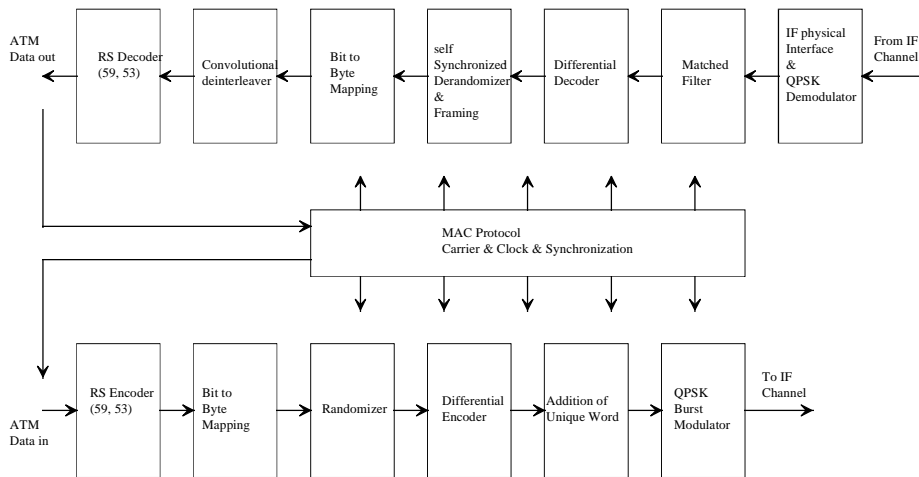 ATM
Data out
RS Decoder
(59, 53)
Convolutional
deinterleaver
Bit to
Byte
Mapping
self
Synchronized
Derandomizer
&
Framing
Differential
Decoder
Matched
Filter
IF physical
Interface
&
QPSK
Demodulator
From IF
Channel
MAC Protocol
Carrier & Clock & Synchronization
ATM
Data in
RS Encoder
(59, 53)
Bit to
Byte
Mapping
Randomizer
Differential
Encoder
Addition of
Unique Word
QPSK
Burst
Modulator
To IF
Channel